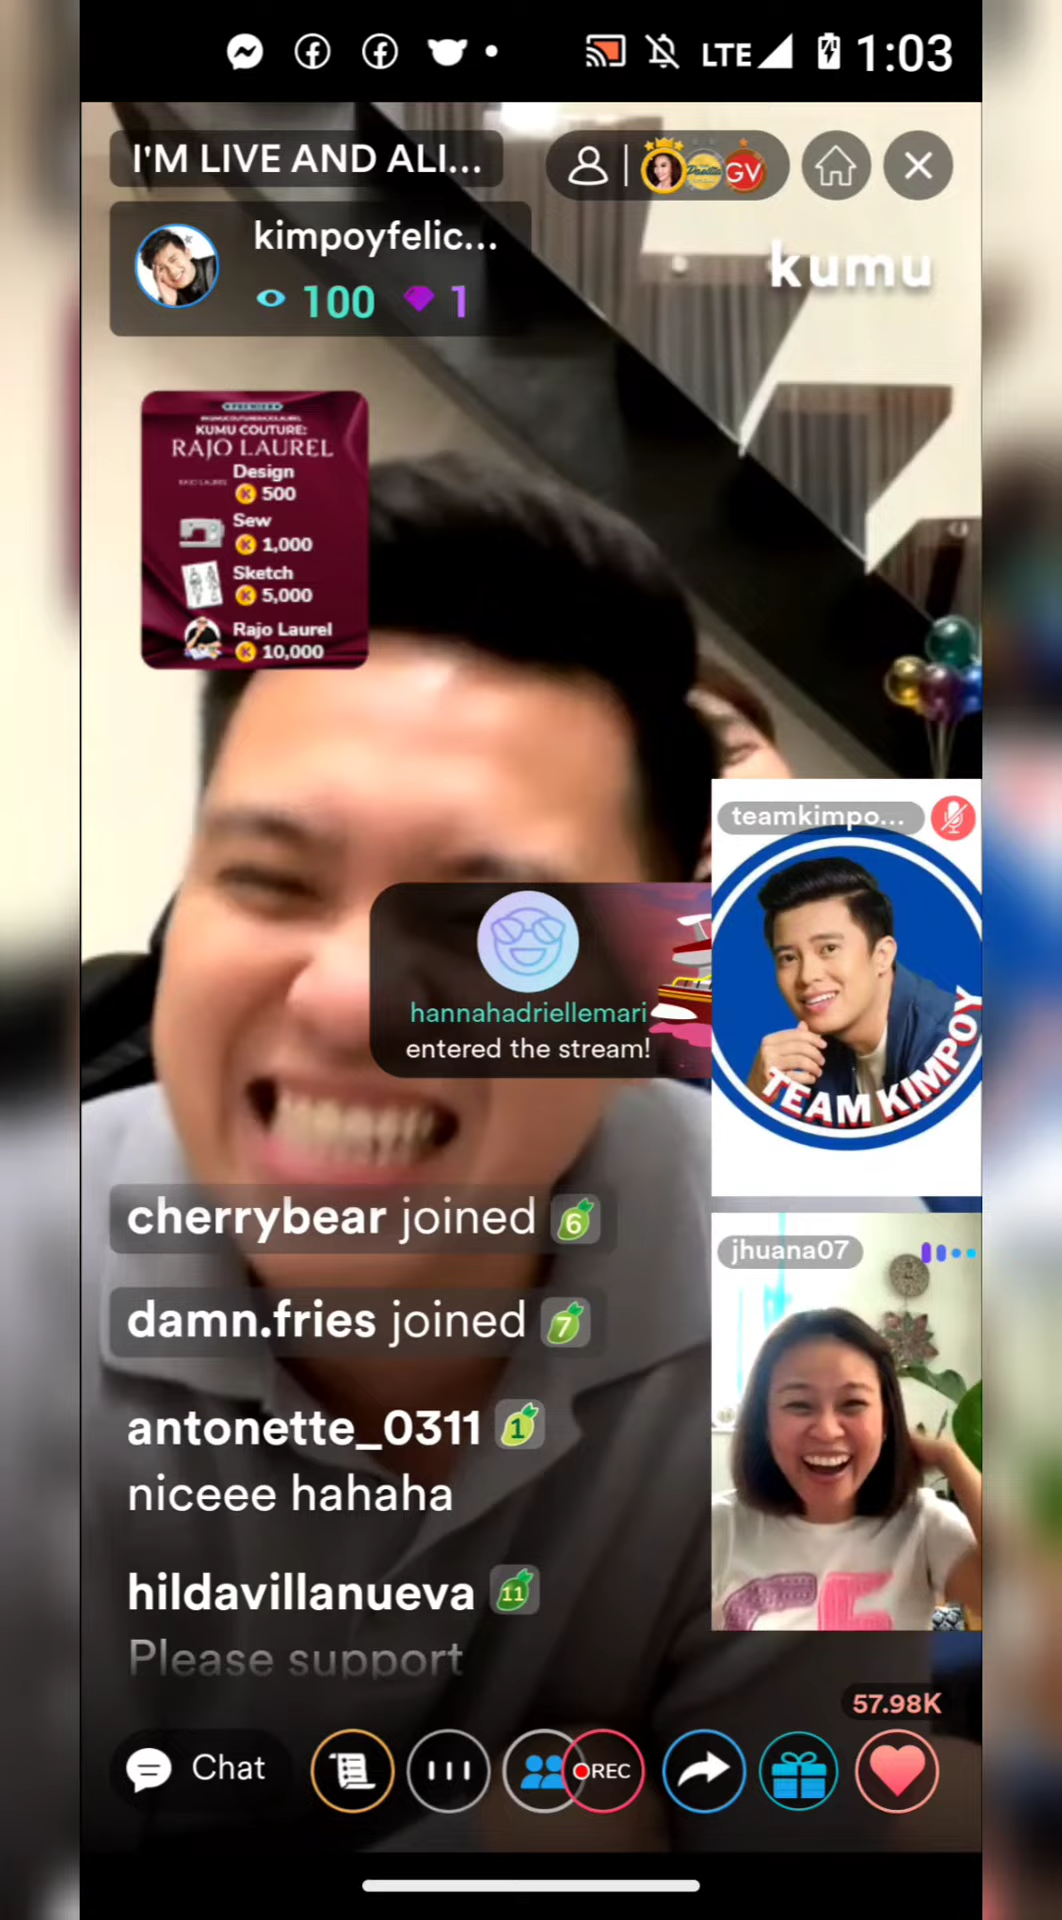 LTE 1:03
I'M LIVE AND ALI...
GV
kimpoyfelic...
100 1
kumu
KUMU COUTURE:
RAJO LAUREL
Design
500
Sew
1,000
Sketch
5,000
Rajo Laurel
10,000
teamkimpo...
TEAM KIMPOY
hannahadriellemari
entered the stream!
cherrybear joined 6
damn.fries joined 7
jhuana07
antonette_0311 1
niceee hahaha
hildavillanueva 11
Please support
57.98K
Chat
REC